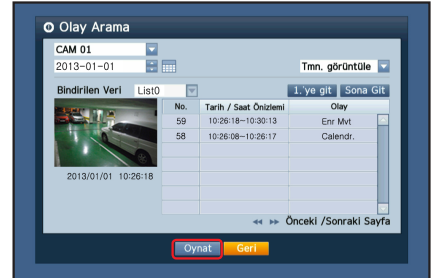 Olay Arama
CAM 01
2013-01-01 Tmn. görüntüle
Bindirilen Veri List0 1.'ye git Sona Git
No. Tarih / Saat Önizlemi Olay
59 10:26:18~10:30:13 Enr Mvt
58 10:26:08~10:26:17 Calendr.
2013/01/01 10:26:18
Önceki /Sonraki Sayfa
Oynat Geri